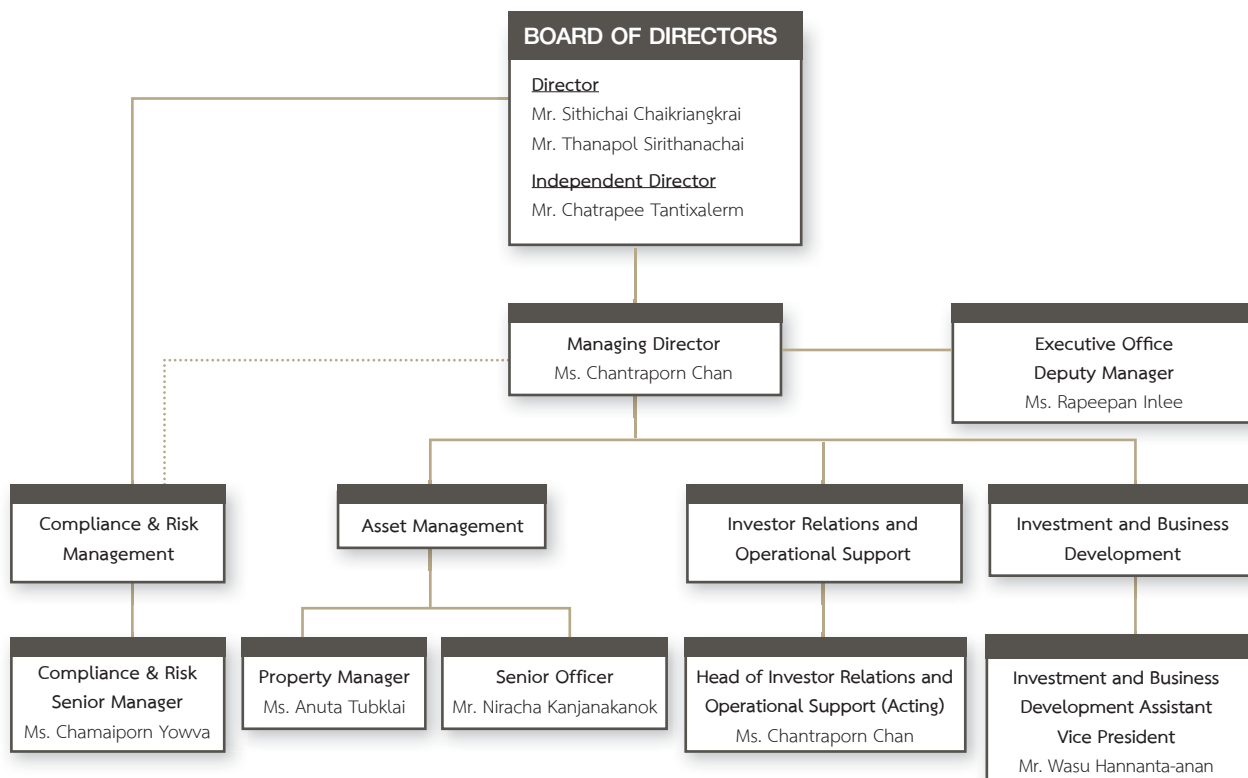 BOARD OF DIRECTORS
Director
Mr. Sithichai Chaikriangkrai
Mr. Thanapol Sirithanachai
Independent Director
Mr. Chatrapee Tantixalerm
Managing Director
Ms. Chantraporn Chan
Executive Office
Deputy Manager
Ms. Rapeepan Inlee
Compliance & Risk
Management
Asset Management
Investor Relations and
Operational Support
Investment and Business
Development
Compliance & Risk
Senior Manager
Ms. Chamaiporn Yowva
Property Manager
Ms. Anuta Tubklai
Senior Officer
Mr. Niracha Kanjanakanok
Head of Investor Relations and
Operational Support (Acting)
Ms. Chantraporn Chan
Investment and Business
Development Assistant
Vice President
Mr. Wasu Hannanta-anan